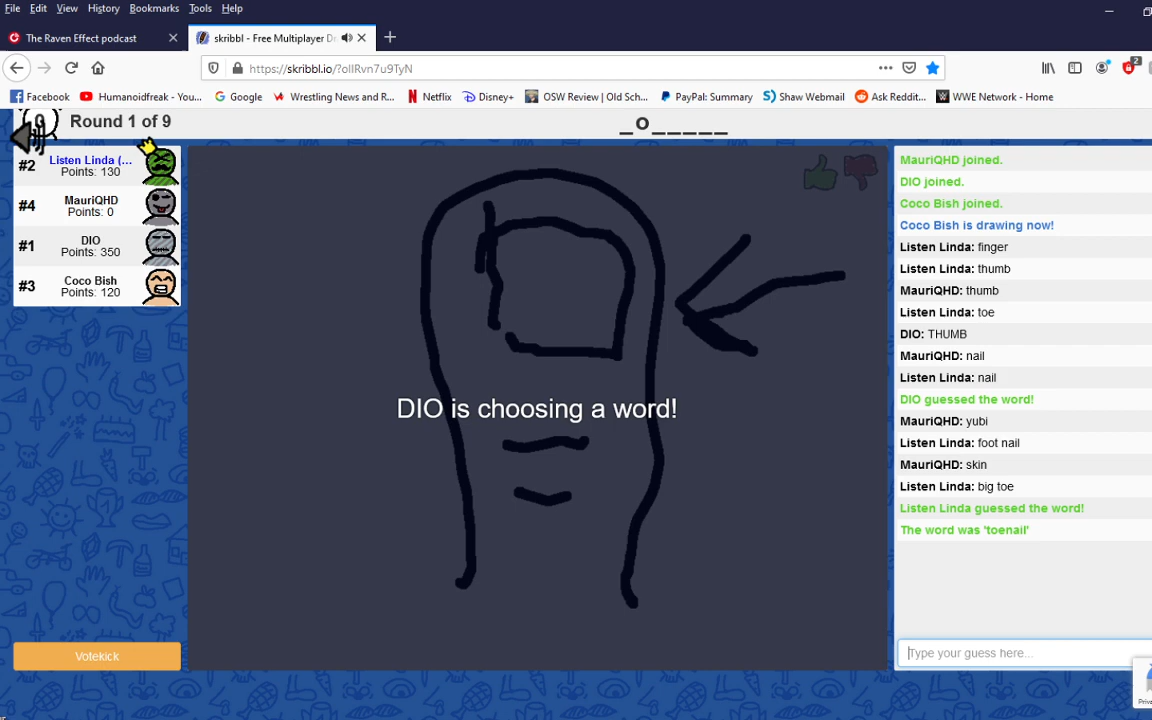 File Edit View History Bookmarks Tools Help
The Raven Effect podcast
skribbl - Free Multiplayer D
https://skribbl.io/?olIRvn7u9TyN
2
Facebook Humanoidfreak - You... Google Wrestling News and R... Netflix Disney+ OSW Review | Old Sch... PayPal: Summary Shaw Webmail Ask Reddit... WWE Network - Home
0 Round 1 of 9
_o_____
#2 Listen Linda (...
Points: 130
#4 MauriQHD
Points: 0
#1 DIO
Points: 350
#3 Coco Bish
Points: 120
Votekick
DIO is choosing a word!
MauriQHD joined.
DIO joined.
Coco Bish joined.
Coco Bish is drawing now!
Listen Linda: finger
Listen Linda: thumb
MauriQHD: thumb
Listen Linda: toe
DIO: THUMB
MauriQHD: nail
Listen Linda: nail
DIO guessed the word!
MauriQHD: yubi
Listen Linda: foot nail
MauriQHD: skin
Listen Linda: big toe
Listen Linda guessed the word!
The word was 'toenail'
Type your guess here...